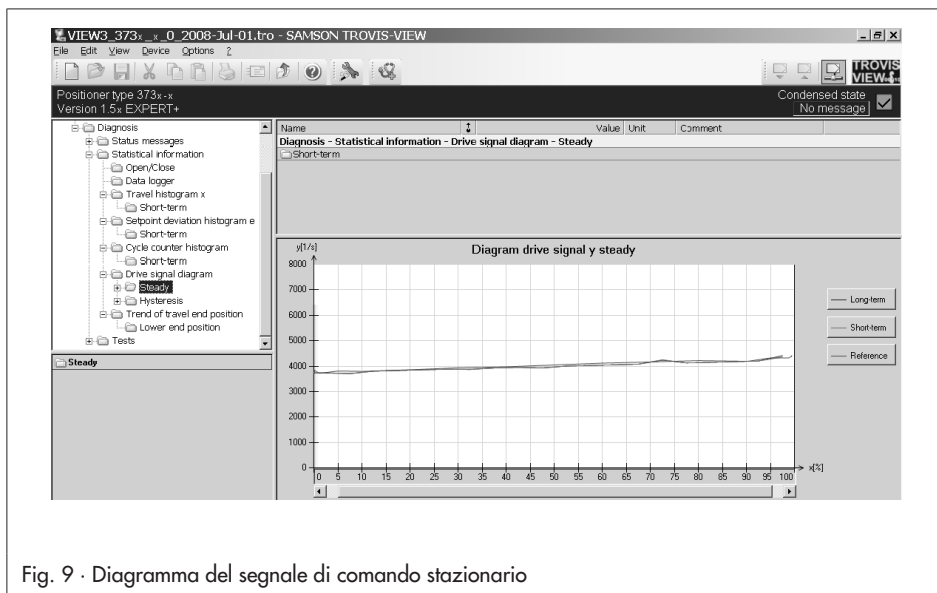 VIEW3_373x_x_0_2008-Jul-01.tro - SAMSON TROVIS-VIEW
File Edit View Device Options ?
TROVIS
VIEW
Positioner type 373x-x
Version 1.5x EXPERT+
Condensed state
No message
Diagnosis
Status messages
Statistical information
Open/Close
Data logger
Travel histogram x
Short-term
Setpoint deviation histogram e
Short-term
Cycle counter histogram
Short-term
Drive signal diagram
Steady
Hysteresis
Trend of travel end position
Lower end position
Tests
Steady
Name Value Unit Comment
Diagnosis - Statistical information - Drive signal diagram - Steady
Short-term
Diagram drive signal y steady
y[1/s]
8000
7000
6000
5000
4000
3000
2000
1000
0
0 5 10 15 20 25 30 35 40 45 50 55 60 65 70 75 80 85 90 95 100
x[%]
Long-term
Short-term
Reference
Fig. 9 · Diagramma del segnale di comando stazionario